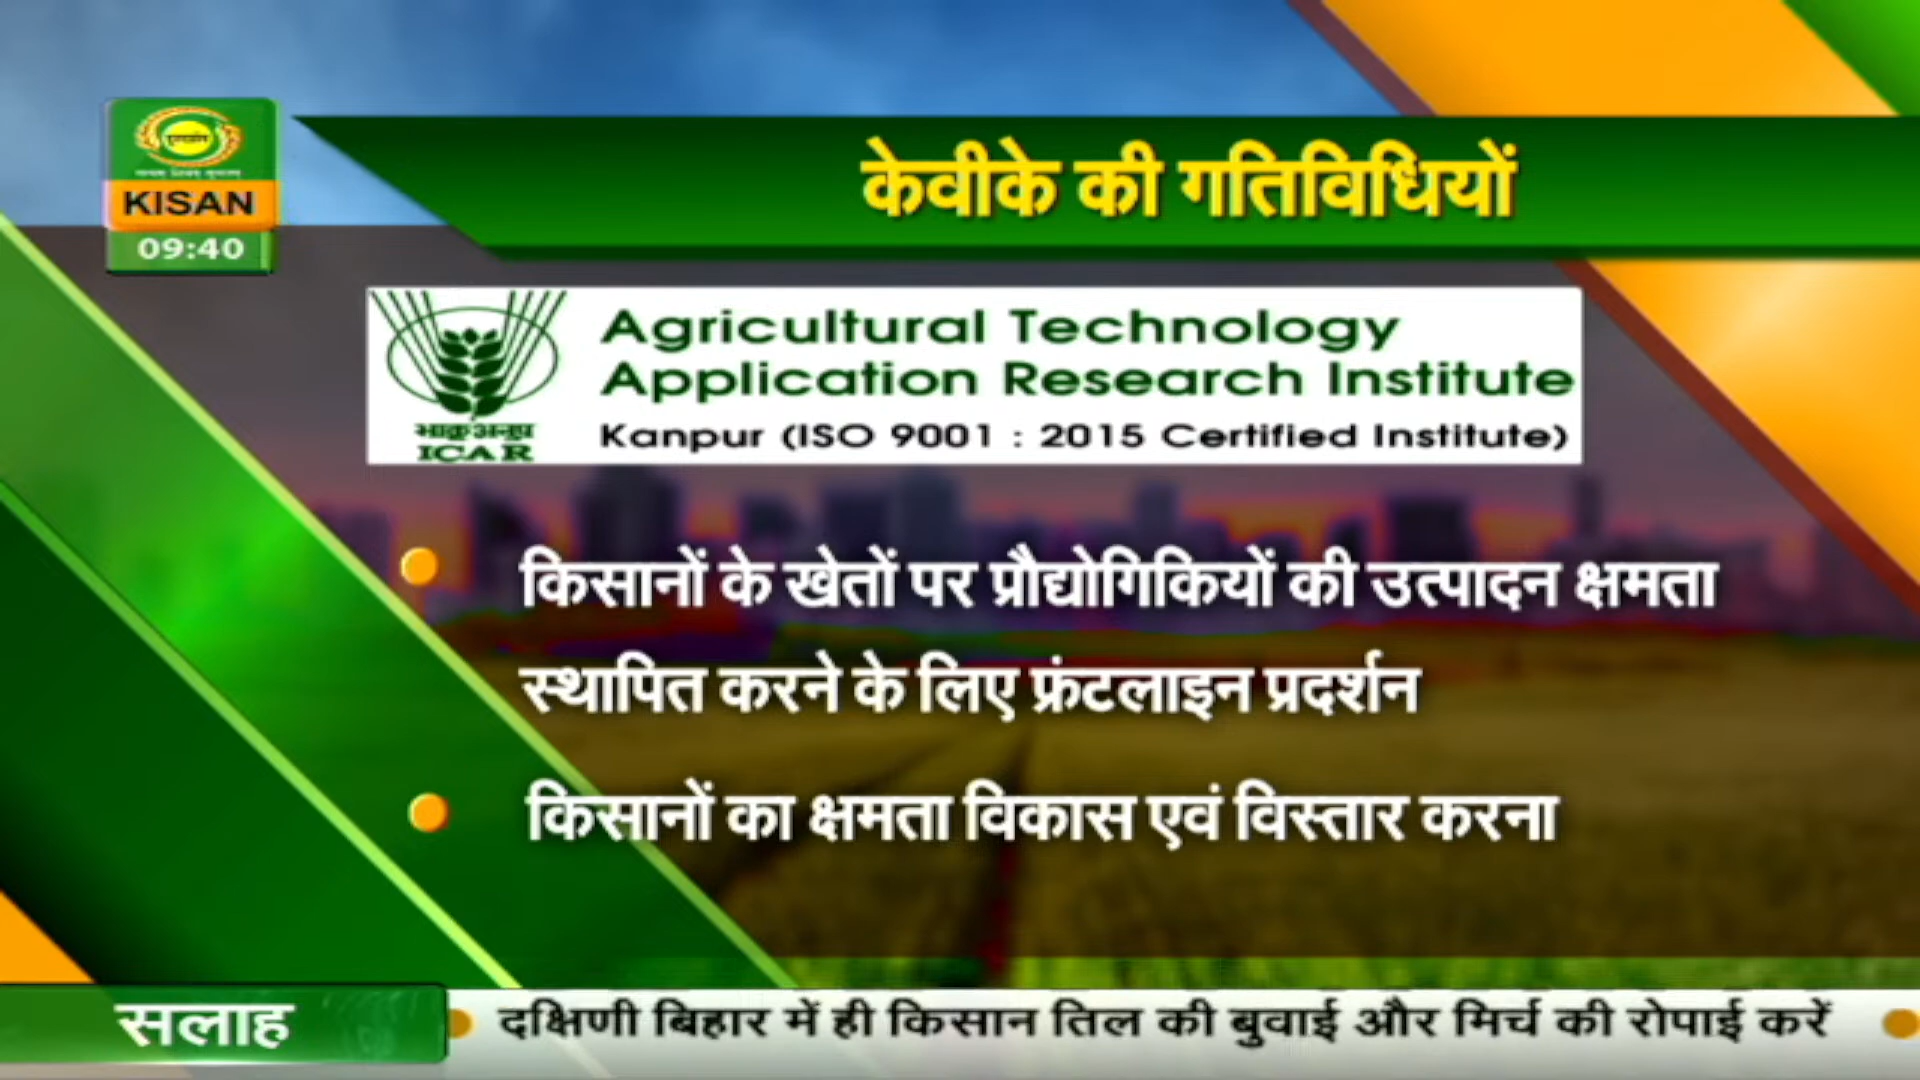 KISAN
09:40
केवीके की गतिविधियों
Agricultural Technology
Application Research Institute
Kanpur (ISO 9001 : 2015 Certified Institute)
भाकृअनुप
ICAR
किसानों के खेतों पर प्रौद्योगिकियों की उत्पादन क्षमता
स्थापित करने के लिए फ्रंटलाइन प्रदर्शन
किसानों का क्षमता विकास एवं विस्तार करना
सलाह
दक्षिणी बिहार में ही किसान तिल की बुवाई और मिर्च की रोपाई करें